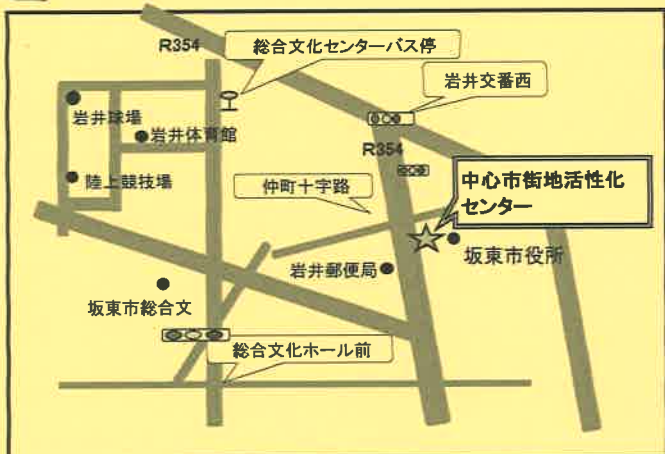 R354
総合文化センターバス停
岩井交番西
岩井球場
岩井体育館
R354
陸上競技場
仲町十字路
中心市街地活性化
センター
坂東市役所
岩井郵便局
坂東市総合文
総合文化ホール前